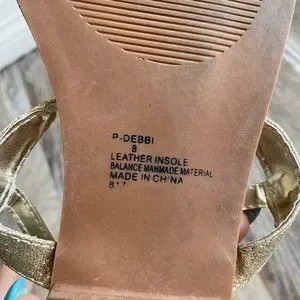 P-DEBBI
8
LEATHER INSOLE
BALANCE MANMADE MATERIAL
MADE IN CHINA